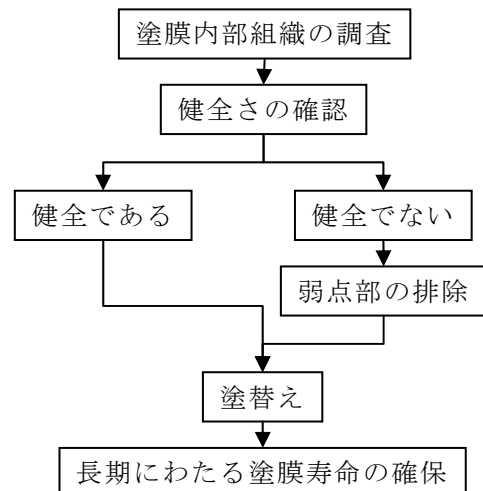 塗膜内部組織の調査
健全さの確認
健全である
健全でない
弱点部の排除
塗替え
長期にわたる塗膜寿命の確保